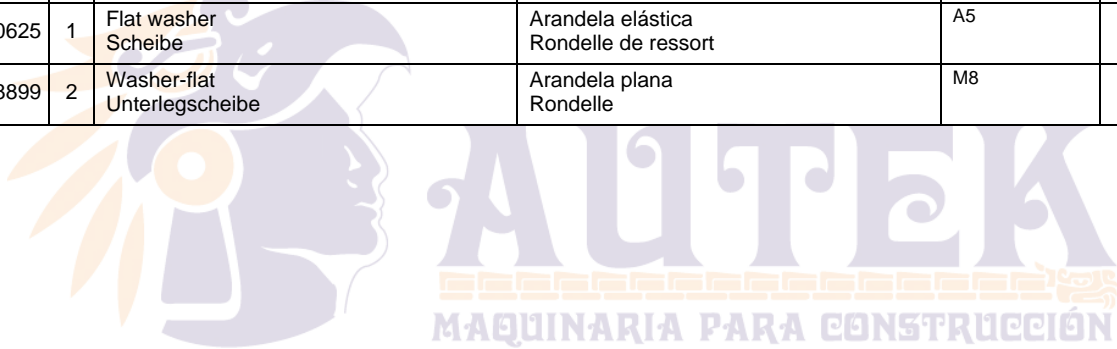 0625 1 Flat washer Arandela elástica A5
Scheibe Rondelle de ressort
3899 2 Washer-flat Arandela plana M8
Unterlegscheibe Rondelle
AUTEK
MAQUINARIA PARA CONSTRUCCIÓN